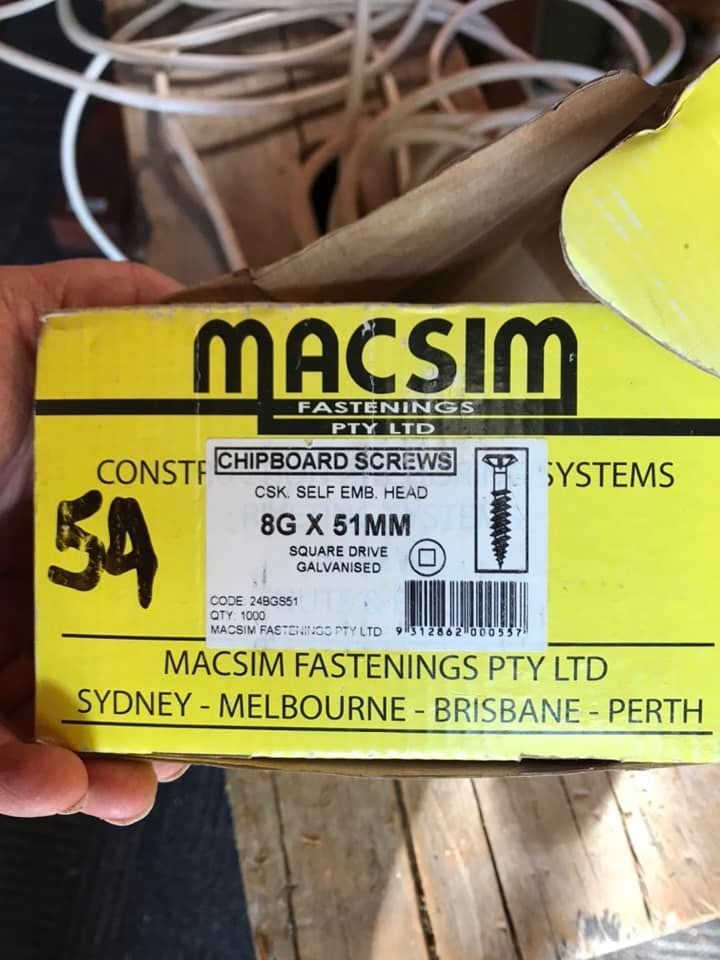 MACSIM
FASTENINGS
PTY LTD
CHIPBOARD SCREWS
SYSTEMS
CSK. SELF EMB. HEAD
8G X 51MM
SQUARE DRIVE
GALVANISED
54
CODE: 24BGS51
QTY: 1000
MACSIM FASTENINGS PTY LTD
9 312862 000557
MACSIM FASTENINGS PTY LTD
SYDNEY - MELBOURNE - BRISBANE - PERTH